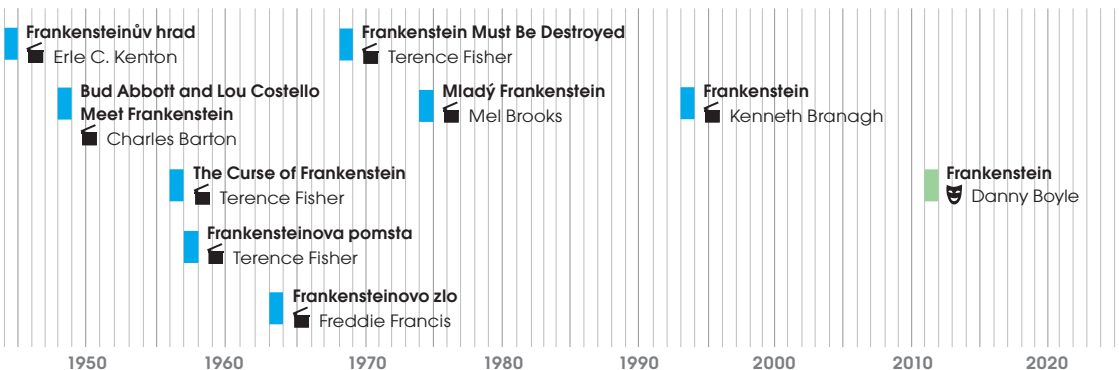 Frankensteinův hrad
Erle C. Kenton
Bud Abbott and Lou Costello
Meet Frankenstein
Charles Barton
The Curse of Frankenstein
Terence Fisher
Frankensteinova pomsta
Terence Fisher
Frankensteinovo zlo
Freddie Francis
Frankenstein Must Be Destroyed
Terence Fisher
Mladý Frankenstein
Mel Brooks
Frankenstein
Kenneth Branagh
Frankenstein
Danny Boyle
1950 1960 1970 1980 1990 2000 2010 2020